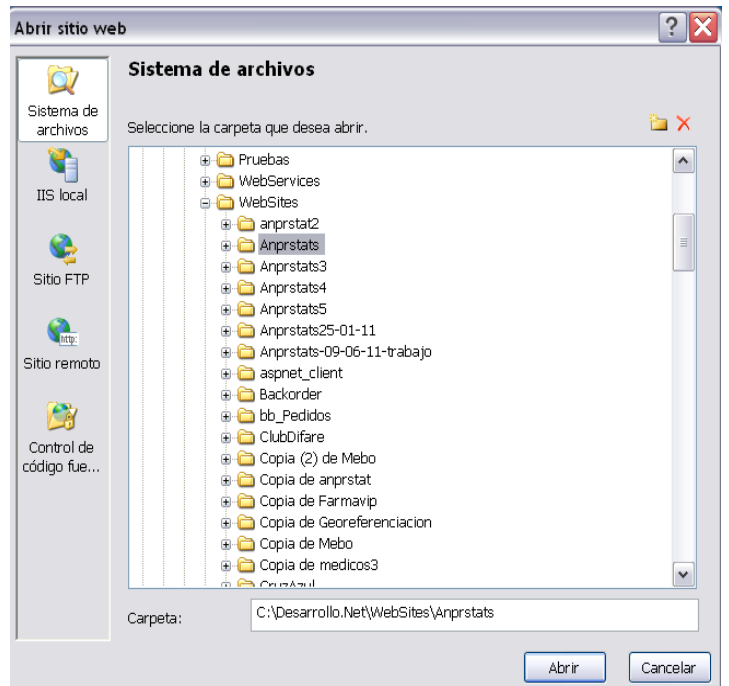 Abrir sitio web
Sistema de archivos
Sistema de
archivos
Seleccione la carpeta que desea abrir.
IIS local
Sitio FTP
http:
Sitio remoto
Control de
código fue...
Pruebas
WebServices
WebSites
anprstat2
Anprstats
Anprstats3
Anprstats4
Anprstats5
Anprstats25-01-11
Anprstats-09-06-11-trabajo
aspnet_client
Backorder
bb_Pedidos
ClubDifare
Copia (2) de Mebo
Copia de anprstat
Copia de Farmavip
Copia de Georeferenciacion
Copia de Mebo
Copia de medicos3
CruzAzul
Carpeta:
C:\Desarrollo.Net\WebSites\Anprstats
Abrir
Cancelar